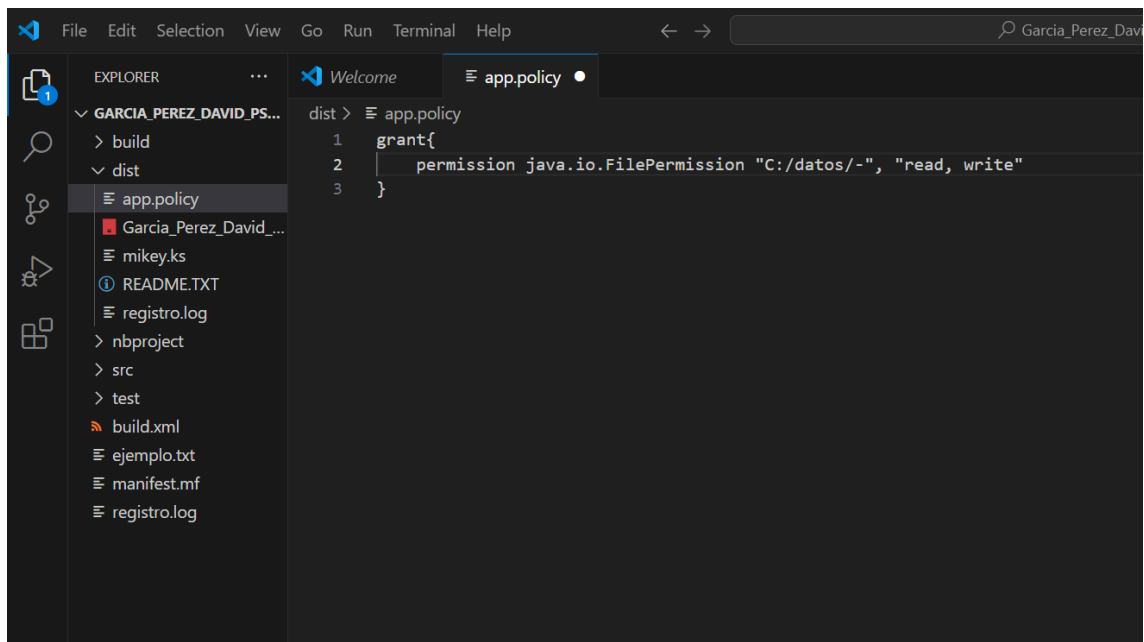 File Edit Selection View Go Run Terminal Help
Garcia_Perez_Davi
EXPLORER
GARCIA_PEREZ_DAVID_PS...
build
dist
app.policy
Garcia_Perez_David_...
mikey.ks
README.TXT
registro.log
nbproject
src
test
build.xml
ejemplo.txt
manifest.mf
registro.log
1
Welcome
app.policy
dist > app.policy
1 grant{
2 permission java.io.FilePermission "C:/datos/-", "read, write"
3 }